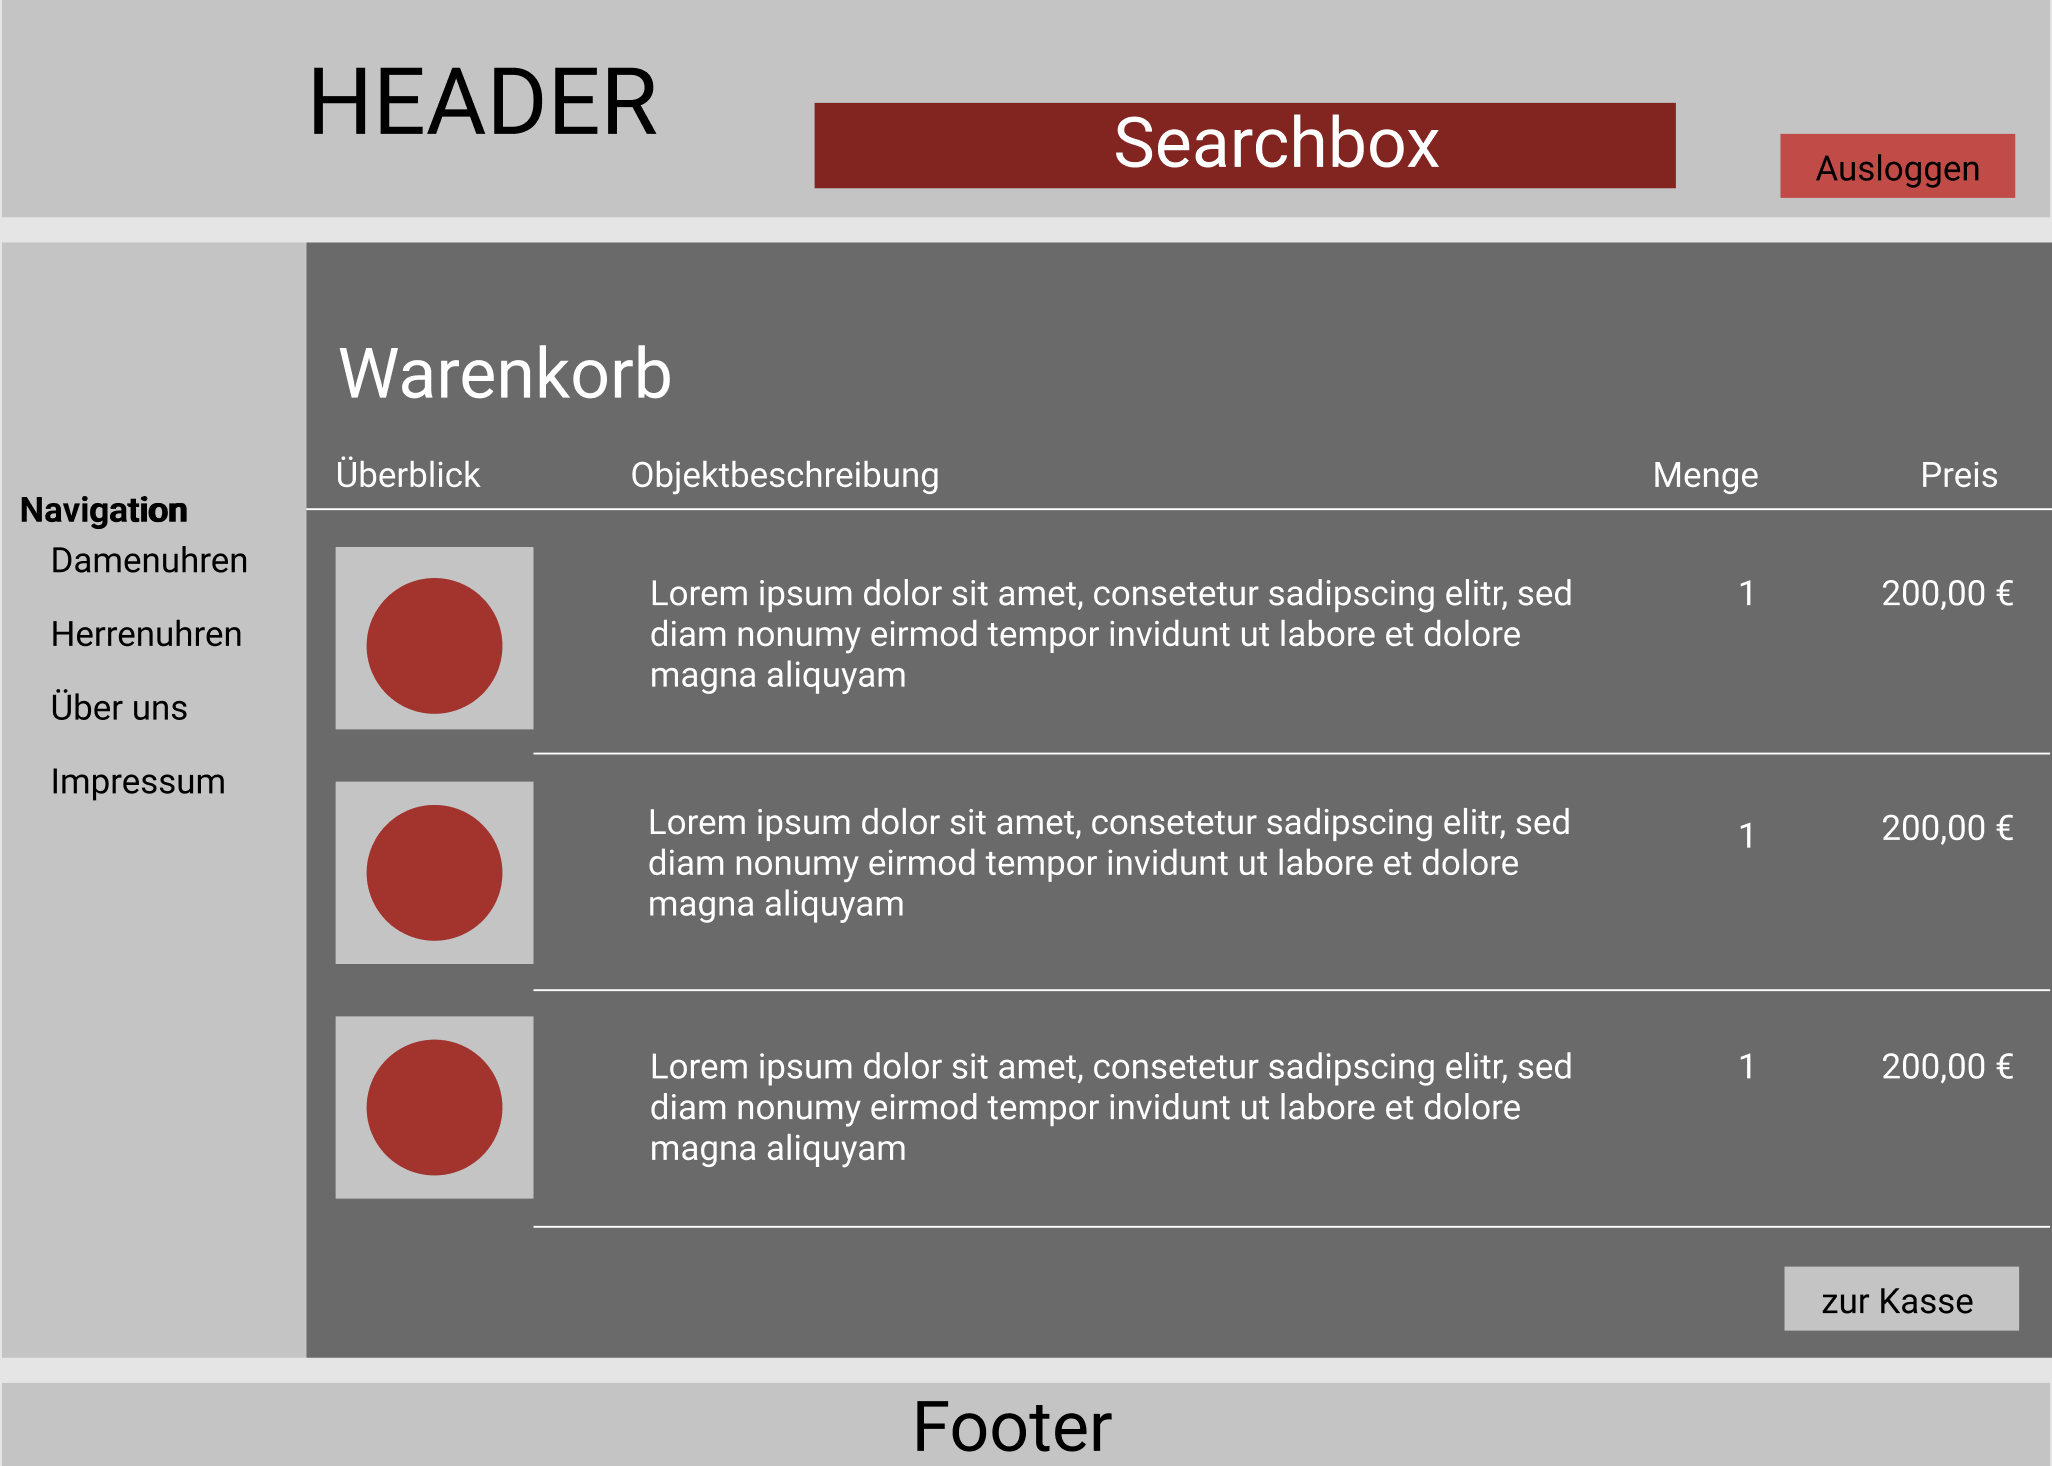 HEADER
Searchbox
Ausloggen
Navigation
Damenuhren
Herrenuhren
Über uns
Impressum
Warenkorb
Überblick Objektbeschreibung Menge Preis
Lorem ipsum dolor sit amet, consetetur sadipscing elitr, sed 1 200,00 €
diam nonumy eirmod tempor invidunt ut labore et dolore
magna aliquyam
Lorem ipsum dolor sit amet, consetetur sadipscing elitr, sed 1 200,00 €
diam nonumy eirmod tempor invidunt ut labore et dolore
magna aliquyam
Lorem ipsum dolor sit amet, consetetur sadipscing elitr, sed 1 200,00 €
diam nonumy eirmod tempor invidunt ut labore et dolore
magna aliquyam
zur Kasse
Footer